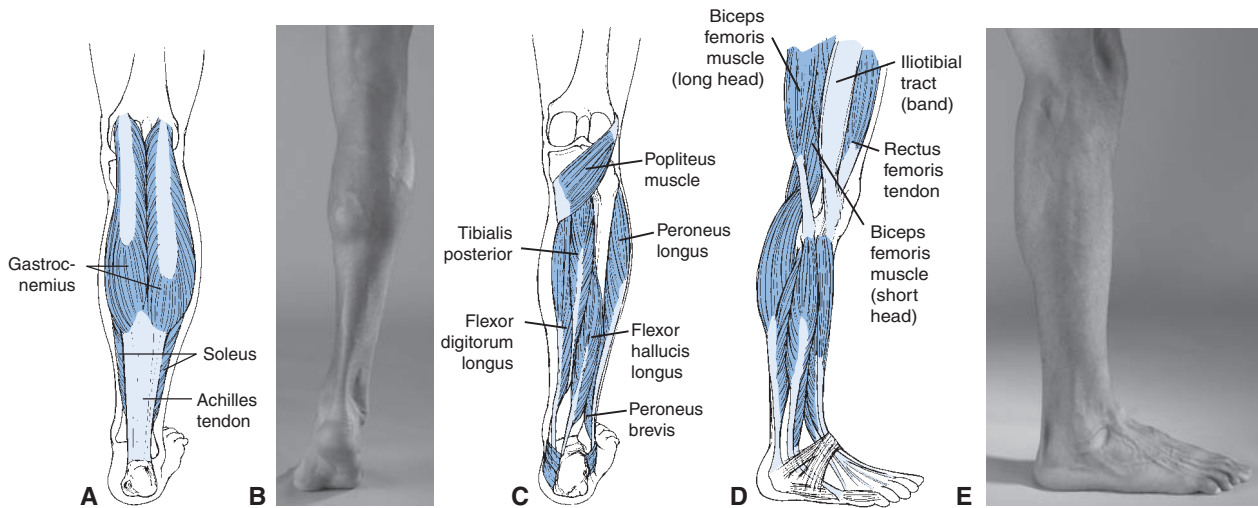 Gastroc-
nemius
Soleus
Achilles
tendon
A
B
Popliteus
muscle
Tibialis
posterior
Peroneus
longus
Flexor
digitorum
longus
Flexor
hallucis
longus
Peroneus
brevis
C
Biceps
femoris
muscle
(long head)
Iliotibial
tract
(band)
Rectus
femoris
tendon
Biceps
femoris
muscle
(short
head)
D
E